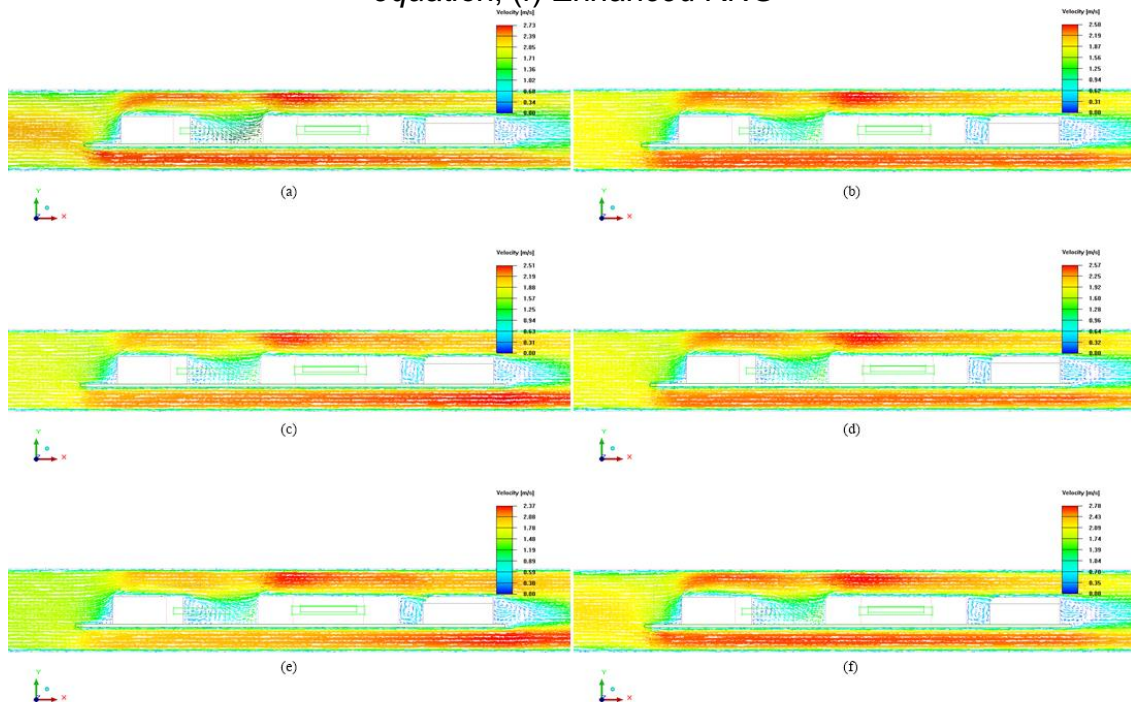 equation, (f) Enhanced RNG
Velocity [m/s]
2.73
2.39
2.05
1.71
1.36
1.02
0.68
0.34
0.00
Velocity [m/s]
2.50
2.19
1.87
1.56
1.25
0.94
0.62
0.31
0.00
(a)
(b)
Y
X
Y
X
Velocity [m/s]
2.51
2.19
1.88
1.57
1.25
0.94
0.63
0.31
0.00
Velocity [m/s]
2.57
2.25
1.92
1.60
1.28
0.96
0.64
0.32
0.00
(c)
(d)
Y
X
Y
X
Velocity [m/s]
2.37
2.08
1.78
1.48
1.19
0.89
0.59
0.30
0.00
Velocity [m/s]
2.78
2.43
2.09
1.74
1.39
1.04
0.70
0.35
0.00
(e)
(f)
Y
X
Y
X